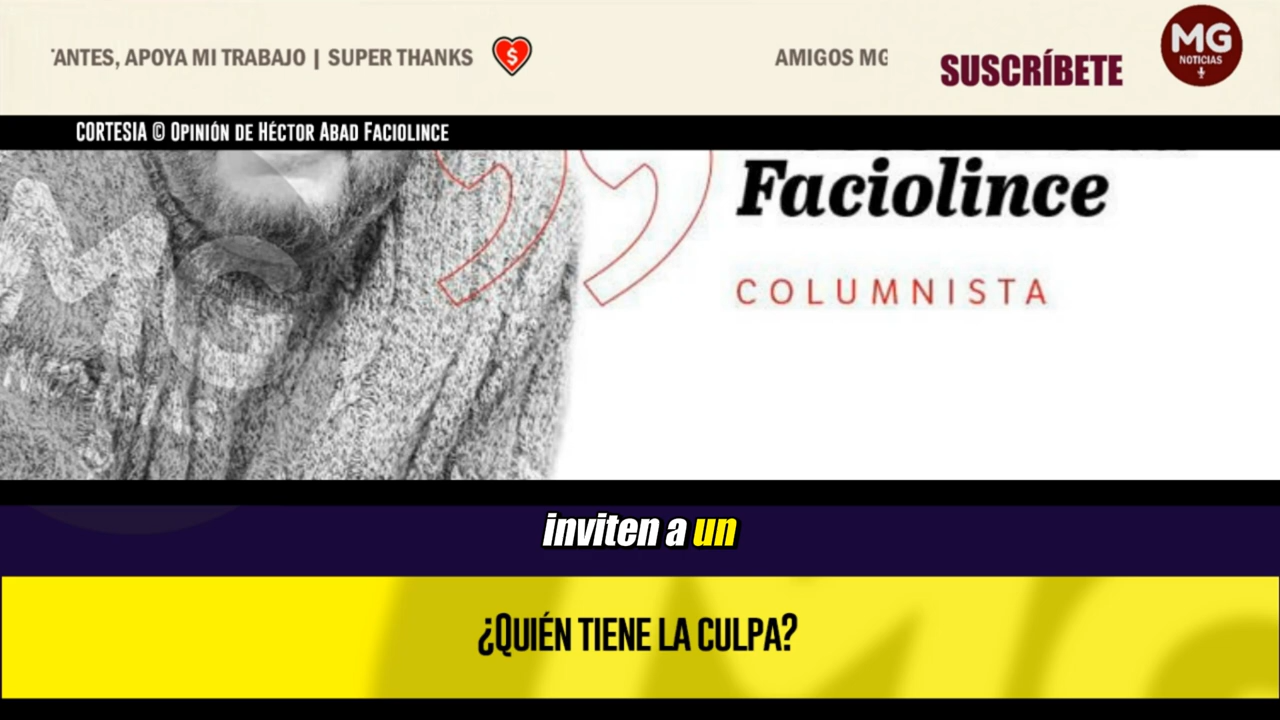 'ANTES, APOYA MI TRABAJO | SUPER THANKS
AMIGOS MG
SUSCRÍBETE
MG
NOTICIAS
CORTESIA © OPINIÓN DE HÉCTOR ABAD FACIOLINCE
Faciolince
COLUMNISTA
MG
inviten a un
¿QUIÉN TIENE LA CULPA?